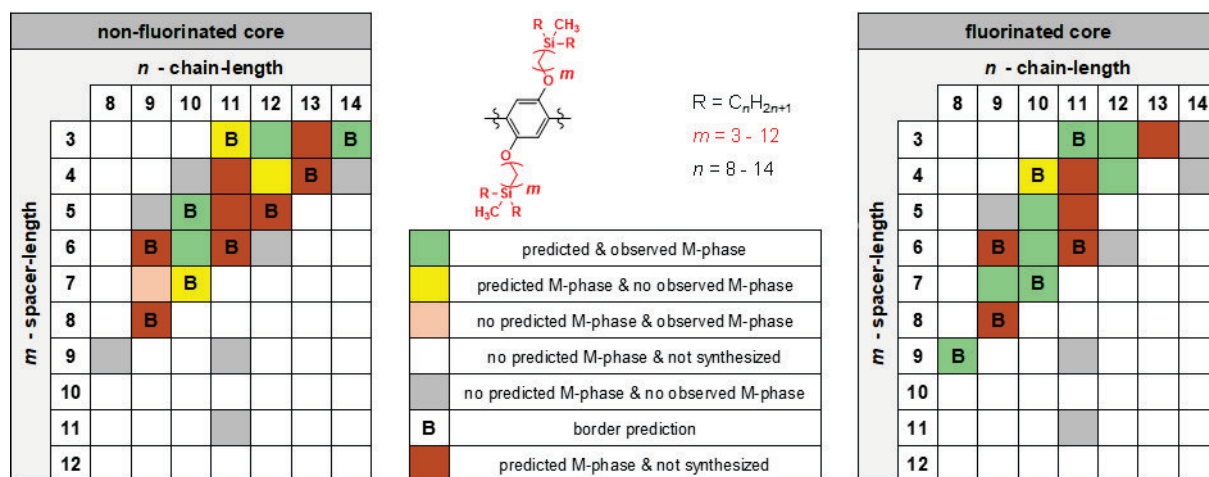 non-fluorinated core
n - chain-length
8 9 10 11 12 13 14
m - spacer-length
3 B B
4 B
5 B B
6 B B
7 B
8 B
9
10
11
12
R CH3
Si-R
m
O
O
R-Si m
H3C R
R = CnH2n+1
m = 3 - 12
n = 8 - 14
predicted & observed M-phase
predicted M-phase & no observed M-phase
no predicted M-phase & observed M-phase
no predicted M-phase & not synthesized
no predicted M-phase & no observed M-phase
B border prediction
predicted M-phase & not synthesized
fluorinated core
n - chain-length
8 9 10 11 12 13 14
m - spacer-length
3 B
4 B
5
6 B B
7 B
8 B
9 B
10
11
12